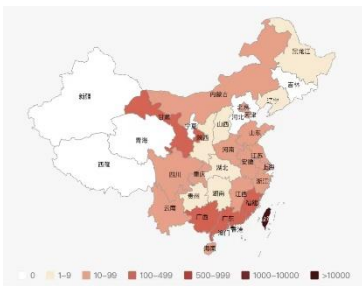 黑龙江
吉林
新疆
内蒙古
辽宁
北京
天津
河北
甘肃
宁夏
山西
山东
青海
陕西
河南
江苏
西藏
安徽
上海
四川
重庆
湖北
浙江
湖南
江西
贵州
福建
云南
广西
广东
台湾
香港
澳门
海南
0 1-9 10-99 100-499 500-999 1000-10000 >10000